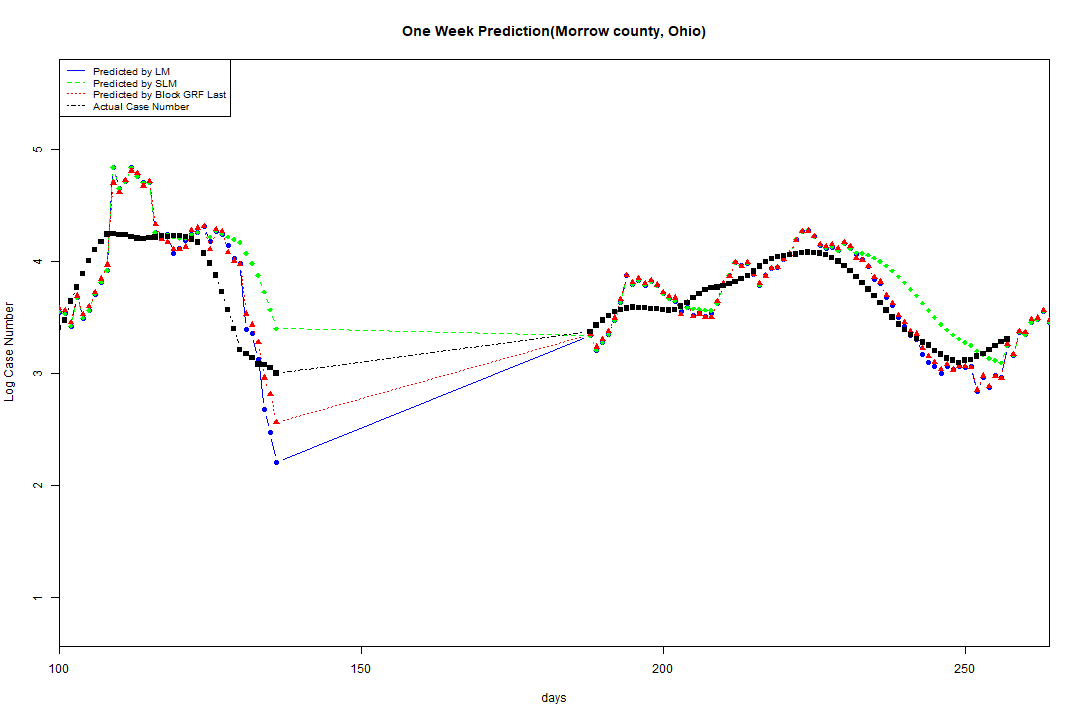 One Week Prediction(Morrow county, Ohio)
Predicted by LM
Predicted by SLM
Predicted by Block GRF Last
Actual Case Number
Log Case Number
5
4
3
2
1
100 150 200 250
days